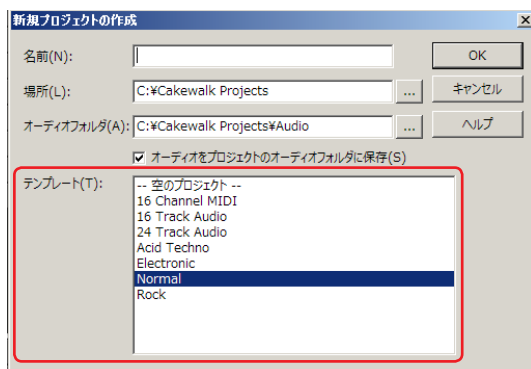 新規プロジェクトの作成
名前(N):
OK
場所(L):
C:¥Cakewalk Projects
...
キャンセル
オーディオフォルダ(A):
C:¥Cakewalk Projects¥Audio
...
ヘルプ
オーディオをプロジェクトのオーディオフォルダに保存(S)
テンプレート(T):
-- 空のプロジェクト --
16 Channel MIDI
16 Track Audio
24 Track Audio
Acid Techno
Electronic
Normal
Rock